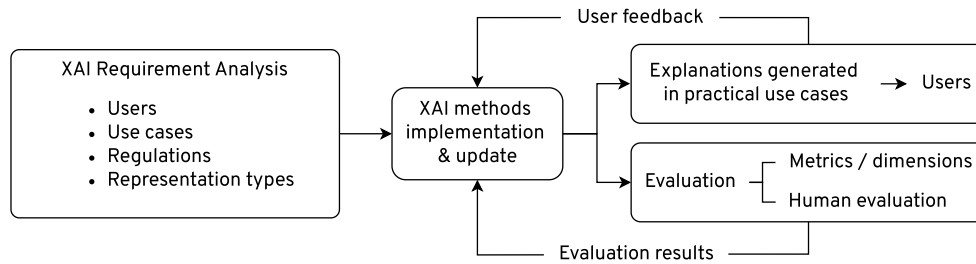 User feedback
XAI Requirement Analysis
• Users
• Use cases
• Regulations
• Representation types
XAI methods
implementation
& update
Explanations generated
in practical use cases
Users
Evaluation
Metrics / dimensions
Human evaluation
Evaluation results